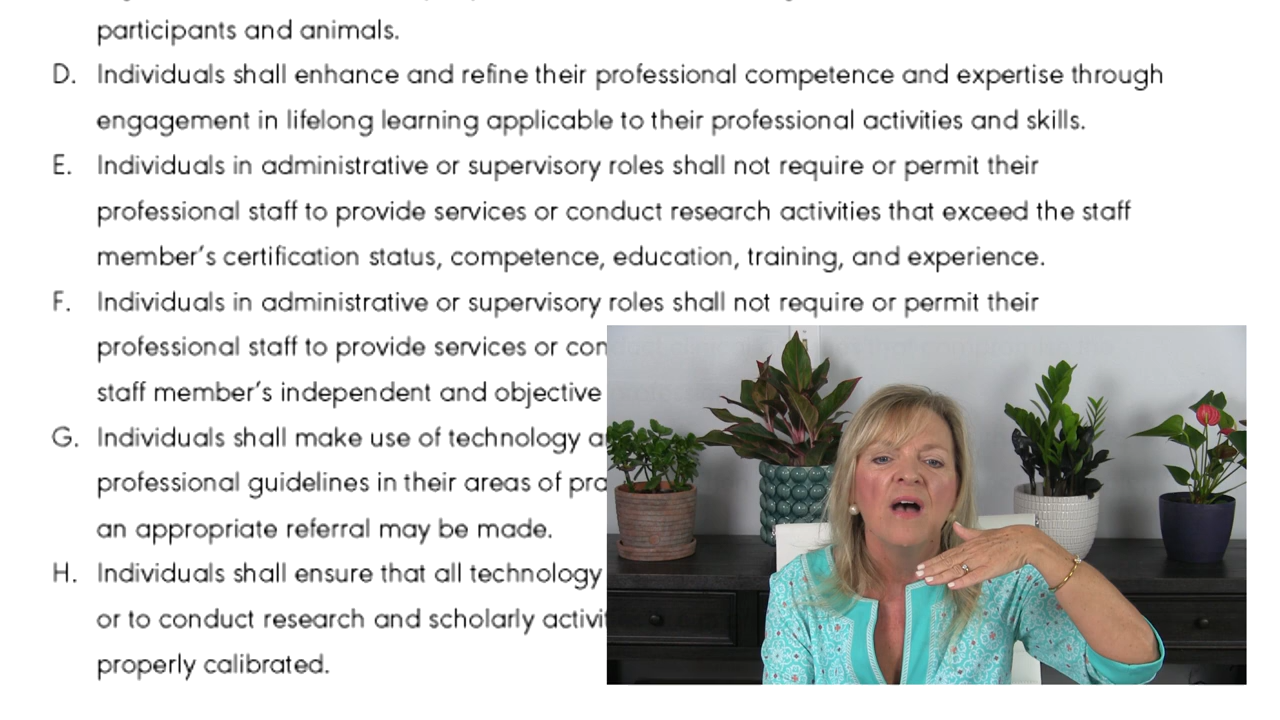 participants and animals.
D. Individuals shall enhance and refine their professional competence and expertise through
engagement in lifelong learning applicable to their professional activities and skills.
E. Individuals in administrative or supervisory roles shall not require or permit their
professional staff to provide services or conduct research activities that exceed the staff
member's certification status, competence, education, training, and experience.
F. Individuals in administrative or supervisory roles shall not require or permit their
professional staff to provide services or
staff member's independent and objective
G. Individuals shall make use of technology
professional guidelines in their areas of
an appropriate referral may be made.
H. Individuals shall ensure that all technology
or to conduct research and scholarly
properly calibrated.